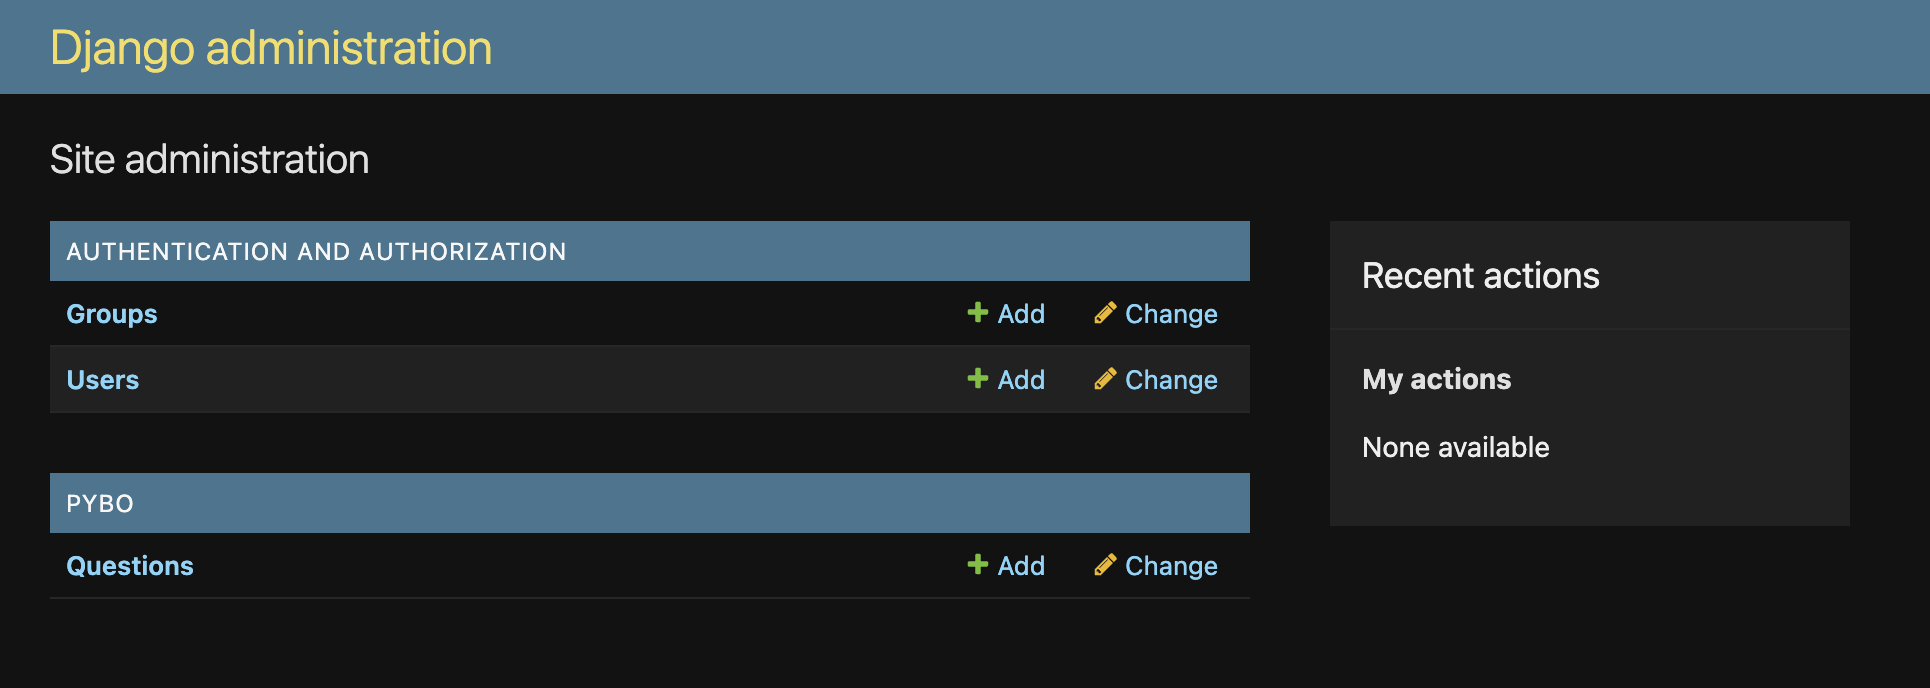 Django administration
Site administration
AUTHENTICATION AND AUTHORIZATION
Groups Add Change
Users Add Change
PYBO
Questions Add Change
Recent actions
My actions
None available